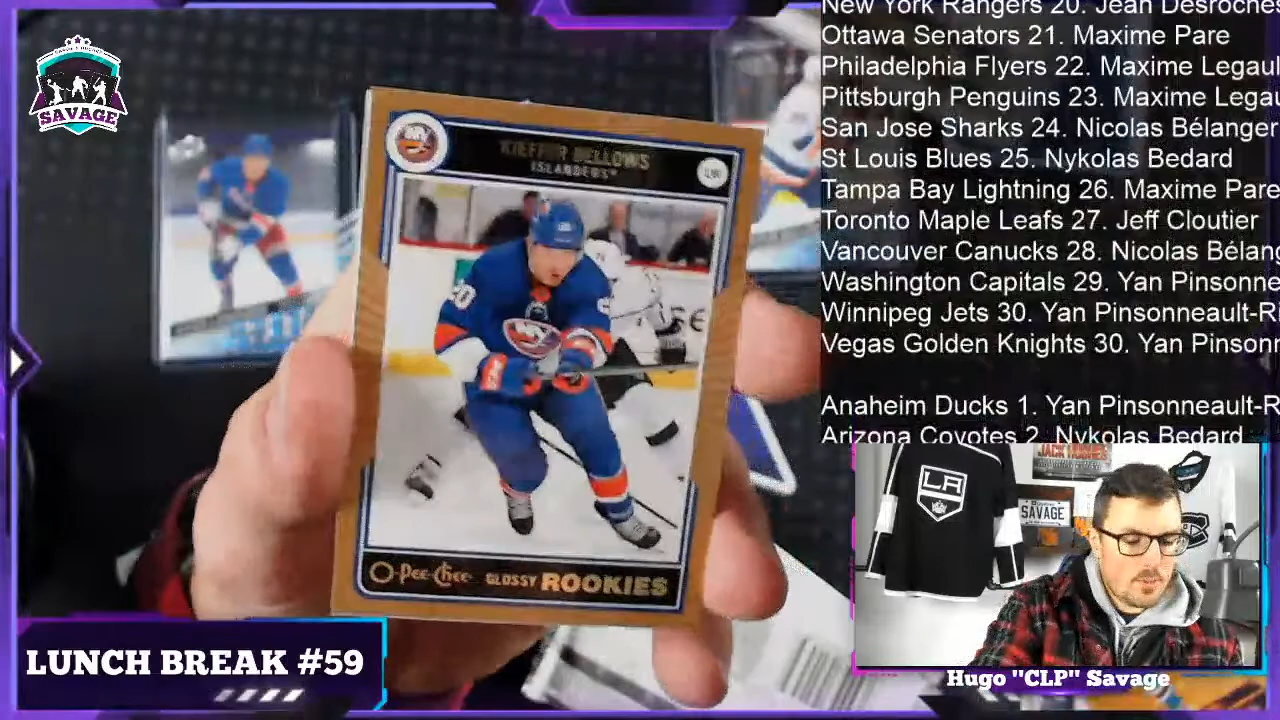 SAVAGE
KIEFFER BELLOWS
ISLANDERS
20
O-Pee-Chee GLOSSY ROOKIES
New York Rangers 20. Jean Desroches
Ottawa Senators 21. Maxime Pare
Philadelphia Flyers 22. Maxime Legaul
Pittsburgh Penguins 23. Maxime Legau
San Jose Sharks 24. Nicolas Bélanger
St Louis Blues 25. Nykolas Bedard
Tampa Bay Lightning 26. Maxime Pare
Toronto Maple Leafs 27. Jeff Cloutier
Vancouver Canucks 28. Nicolas Bélang
Washington Capitals 29. Yan Pinsonne
Winnipeg Jets 30. Yan Pinsonneault-Ri
Vegas Golden Knights 30. Yan Pinsonn
Anaheim Ducks 1. Yan Pinsonneault-R
Arizona Coyotes 2. Nykolas Bedard
JACK HUGHES
LA
SAVAGE
LUNCH BREAK #59
Hugo "CLP" Savage